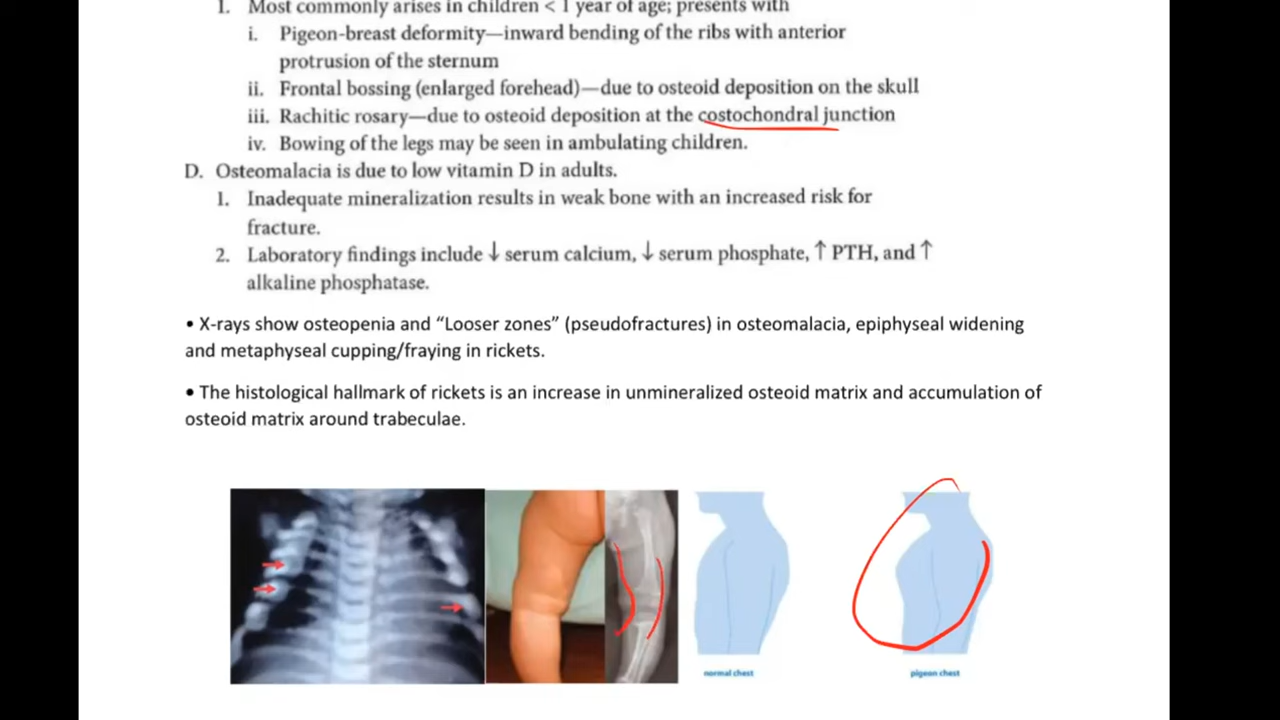 1. Most commonly arises in children < 1 year of age; presents with
i. Pigeon-breast deformity—inward bending of the ribs with anterior
protrusion of the sternum
ii. Frontal bossing (enlarged forehead)—due to osteoid deposition on the skull
iii. Rachitic rosary—due to osteoid deposition at the costochondral junction
iv. Bowing of the legs may be seen in ambulating children.
D. Osteomalacia is due to low vitamin D in adults.
1. Inadequate mineralization results in weak bone with an increased risk for
fracture.
2. Laboratory findings include ↓ serum calcium, ↓ serum phosphate, ↑ PTH, and ↑
alkaline phosphatase.
• X-rays show osteopenia and “Looser zones” (pseudofractures) in osteomalacia, epiphyseal widening
and metaphyseal cupping/fraying in rickets.
• The histological hallmark of rickets is an increase in unmineralized osteoid matrix and accumulation of
osteoid matrix around trabeculae.
normal chest
pigeon chest